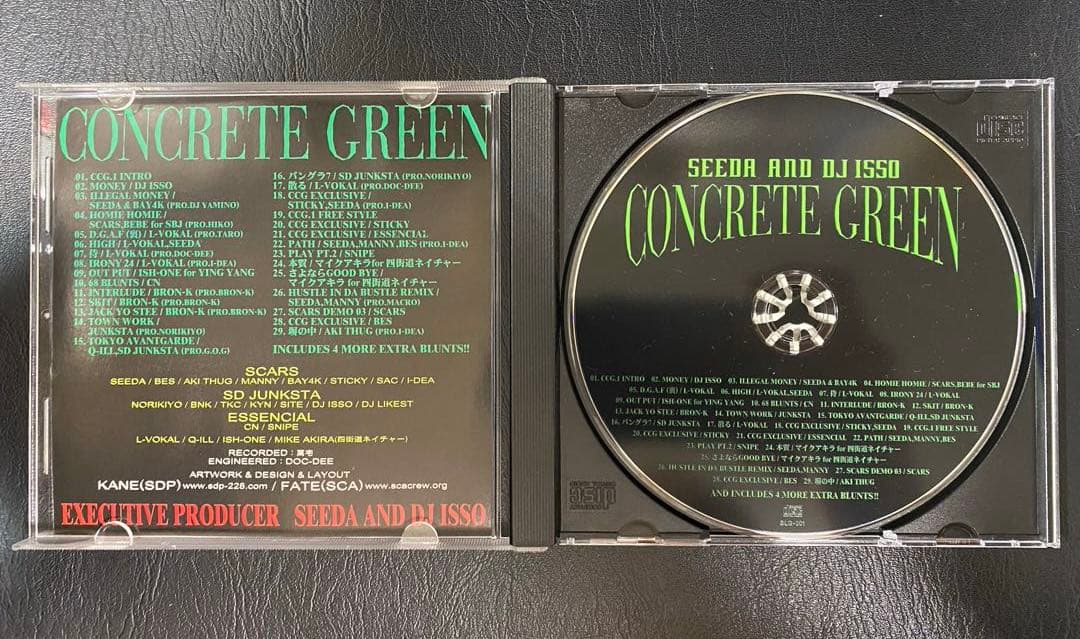 CONCRETE GREEN
01. CCG.1 INTRO
02. MONEY / DJ ISSO
03. ILLEGAL MONEY /
SEEDA & BAY4K (PRO.DJ YAMINO)
04. HOMIE HOMIE /
SCARS,BEBE for SBJ (PRO.HIKO)
05. D.G.A.F (男) / L-VOKAL (PRO.TARO)
06. HIGH / L-VOKAL,SEEDA
07. 侍 / L-VOKAL (PRO.DOC-DEE)
08. IRONY 24 / L-VOKAL (PRO.I-DEA)
09. OUT PUT / ISH-ONE for YING YANG
10. 68 BLUNTS / CN
11. INTERLUDE / BRON-K (PRO.BRON-K)
12. SKIT / BRON-K (PRO.BRON-K)
13. JACK YO STEE / BRON-K (PRO.BRON-K)
14. TOWN WORK /
JUNKSTA (PRO.NORIKIYO)
15. TOKYO AVANTGARDE /
Q-ILL,SD JUNKSTA (PRO.G.O.G)
16. バングラ7 / SD JUNKSTA (PRO.NORIKIYO)
17. 散る / L-VOKAL (PRO.DOC-DEE)
18. CCG EXCLUSIVE /
STICKY,SEEDA (PRO.I-DEA)
19. CCG.1 FREE STYLE
20. CCG EXCLUSIVE / STICKY
21. CCG EXCLUSIVE / ESSENCIAL
22. PATH / SEEDA,MANNY,BES (PRO.I-DEA)
23. PLAY PT.2 / SNIPE
24. 本質 / マイクアキラ for 四街道ネイチャー
25. さよならGOOD BYE /
マイクアキラ for 四街道ネイチャー
26. HUSTLE IN DA BUSTLE REMIX /
SEEDA,MANNY (PRO.MACRO)
27. SCARS DEMO 03 / SCARS
28. CCG EXCLUSIVE / BES
29. 塀の中 / AKI THUG (PRO.I-DEA)
INCLUDES 4 MORE EXTRA BLUNTS!!
SCARS
SEEDA / BES / AKI THUG / MANNY / BAY4K / STICKY / SAC / I-DEA
SD JUNKSTA
NORIKIYO / BNK / TKC / KYN / SITE / DJ ISSO / DJ LIKEST
ESSENCIAL
CN / SNIPE
L-VOKAL / Q-ILL / ISH-ONE / MIKE AKIRA (四街道ネイチャー)
RECORDED : 罵宅
ENGINEERED : DOC-DEE
ARTWORK & DESIGN & LAYOUT
KANE(SDP) www.sdp-228.com / FATE(SCA) www.scacrew.org
EXECUTIVE PRODUCER SEEDA AND DJ ISSO
SEEDA AND DJ ISSO
CONCRETE GREEN
01. CCG.1 INTRO 02. MONEY / DJ ISSO 03. ILLEGAL MONEY / SEEDA & BAY4K 04. HOMIE HOMIE / SCARS,BEBE for SBJ
05. D.G.A.F (男) / L-VOKAL 06. HIGH / L-VOKAL,SEEDA 07. 侍 / L-VOKAL 08. IRONY 24 / L-VOKAL
09. OUT PUT / ISH-ONE for YING YANG 10. 68 BLUNTS / CN 11. INTERLUDE / BRON-K 12. SKIT / BRON-K
13. JACK YO STEE / BRON-K 14. TOWN WORK / JUNKSTA 15. TOKYO AVANTGARDE / Q-ILL,SD JUNKSTA
16. バングラ7 / SD JUNKSTA 17. 散る / L-VOKAL 18. CCG EXCLUSIVE / STICKY,SEEDA 19. CCG.1 FREE STYLE
20. CCG EXCLUSIVE / STICKY 21. CCG EXCLUSIVE / ESSENCIAL 22. PATH / SEEDA,MANNY,BES
23. PLAY PT.2 / SNIPE 24. 本質 / マイクアキラ for 四街道ネイチャー
25. さよならGOOD BYE / マイクアキラ for 四街道ネイチャー
26. HUSTLE IN DA BUSTLE REMIX / SEEDA,MANNY 27. SCARS DEMO 03 / SCARS
28. CCG EXCLUSIVE / BES 29. 塀の中 / AKI THUG
AND INCLUDES 4 MORE EXTRA BLUNTS!!
SLG-001